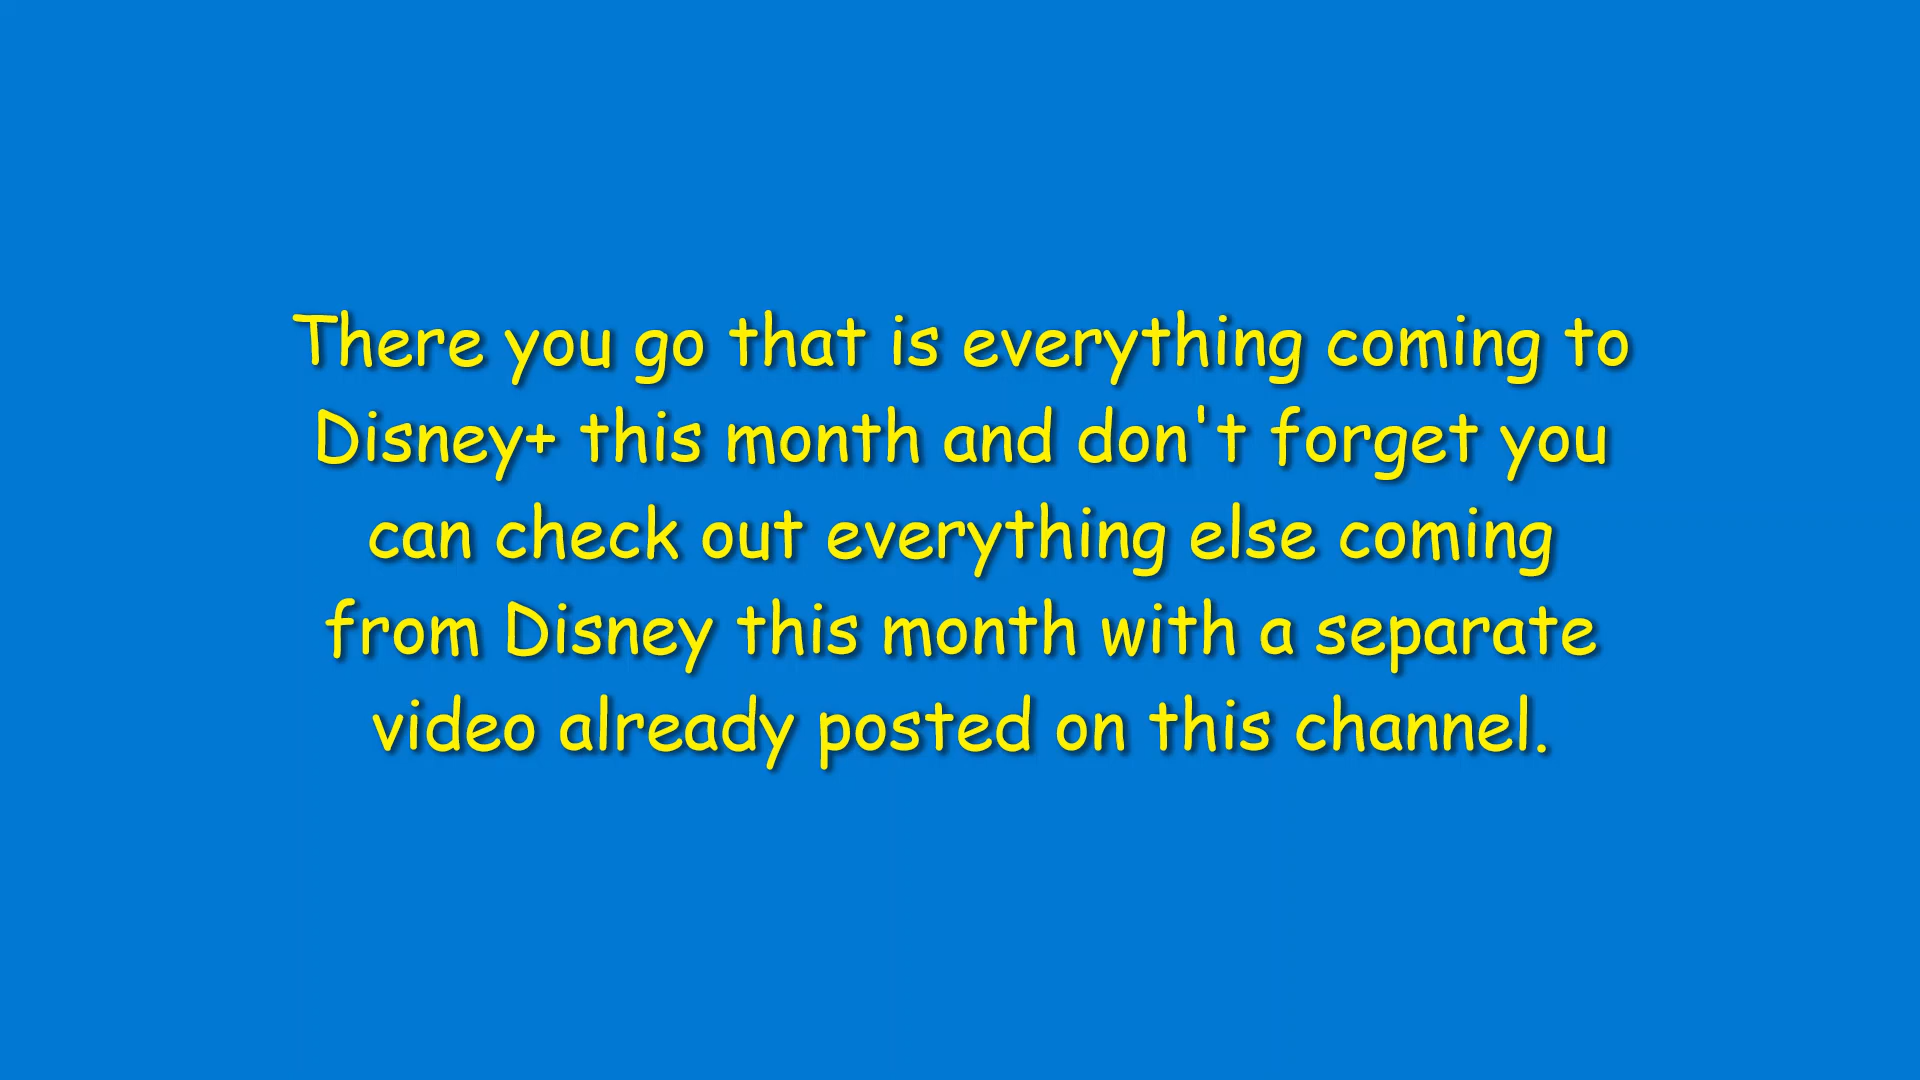 There you go that is everything coming to
Disney+ this month and don't forget you
can check out everything else coming
from Disney this month with a separate
video already posted on this channel.